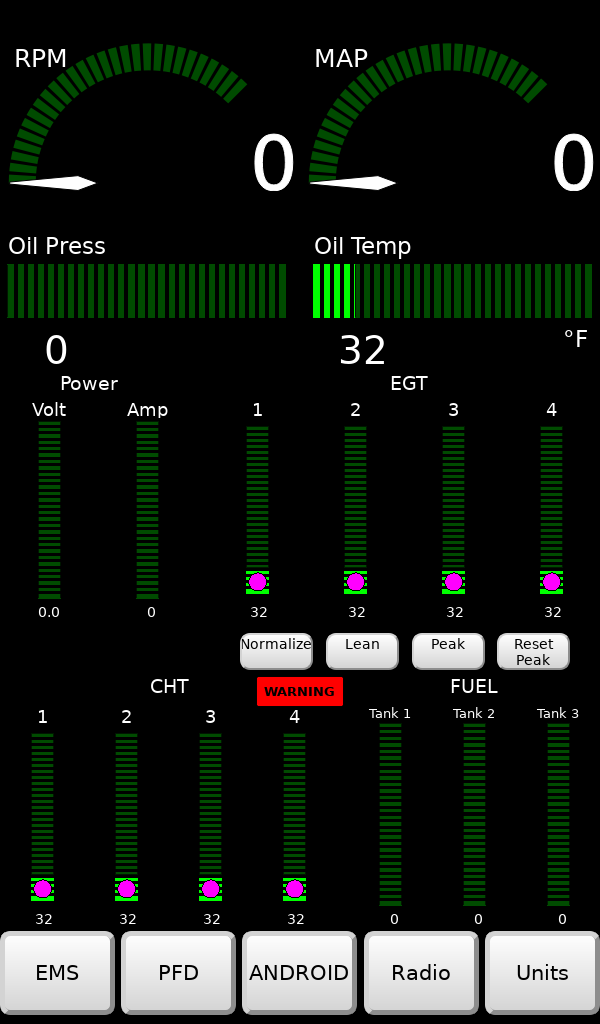 RPM
MAP
0
0
Oil Press
Oil Temp
0
32
°F
Power
EGT
Volt
Amp
1
2
3
4
0.0
0
32
32
32
32
Normalize
Lean
Peak
Reset
Peak
CHT
WARNING
FUEL
1
2
3
4
Tank 1
Tank 2
Tank 3
32
32
32
32
0
0
0
EMS
PFD
ANDROID
Radio
Units